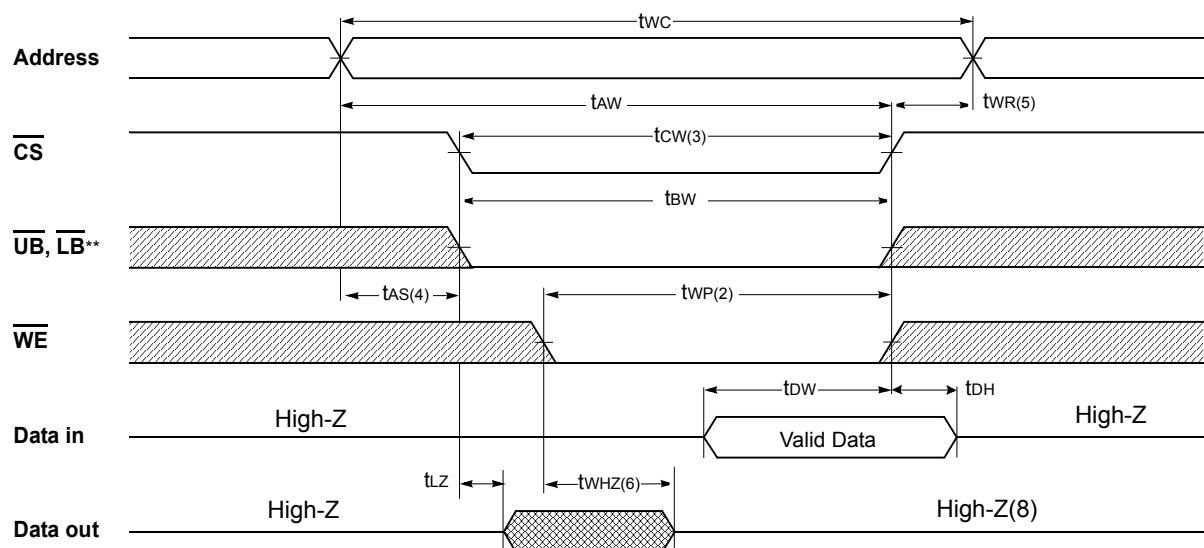 tWC
Address
tAW
tWR(5)
CS
tCW(3)
tBW
UB, LB**
tAS(4)
tWP(2)
WE
tDW
tDH
High-Z
High-Z
Data in
Valid Data
tLZ
tWHZ(6)
High-Z
High-Z(8)
Data out